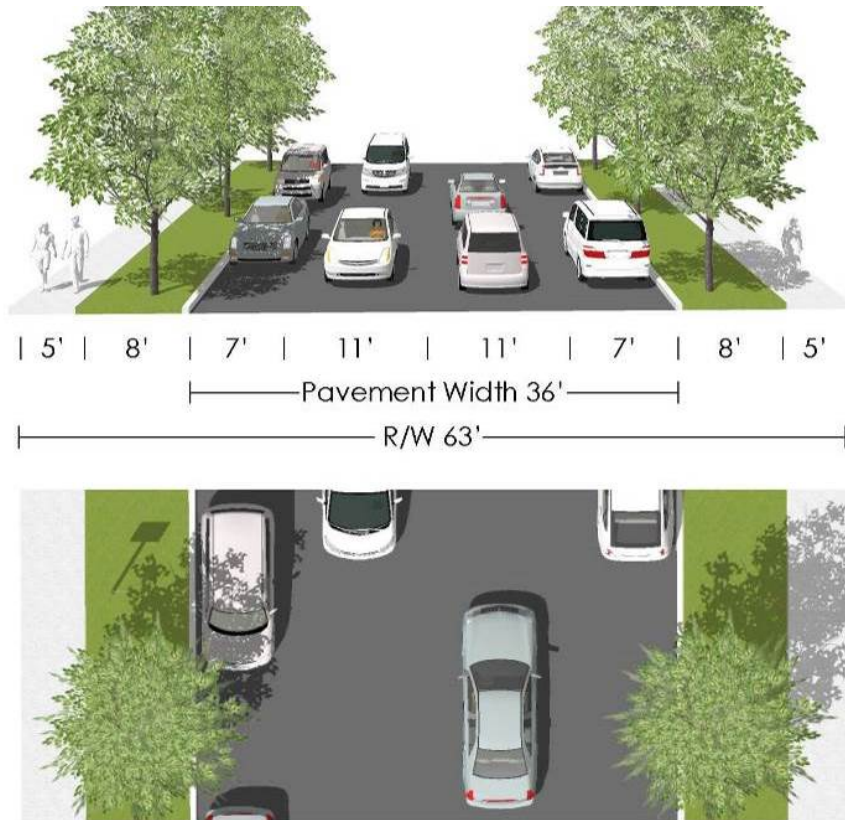 | 5' | 8' | 7' | 11' | 11' | 7' | 8' | 5'
Pavement Width 36'
R/W 63'